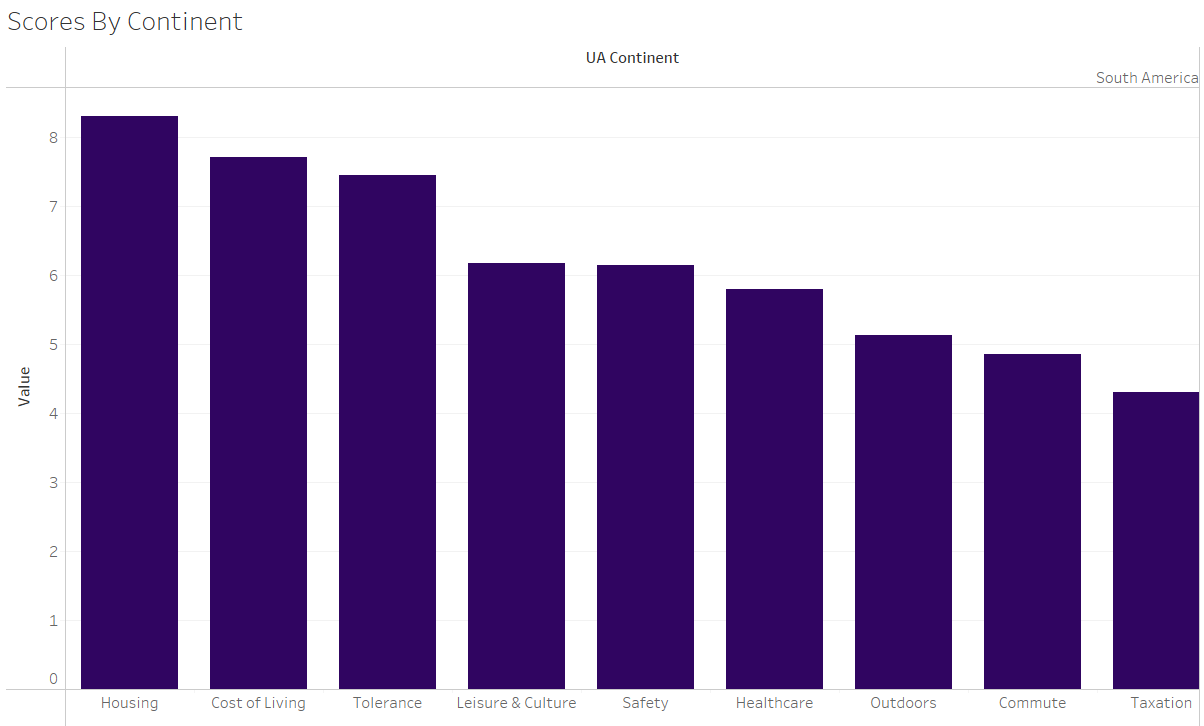 Scores By Continent
UA Continent
South America
8
7
6
5
4
3
2
1
0
Value
Housing Cost of Living Tolerance Leisure & Culture Safety Healthcare Outdoors Commute Taxation